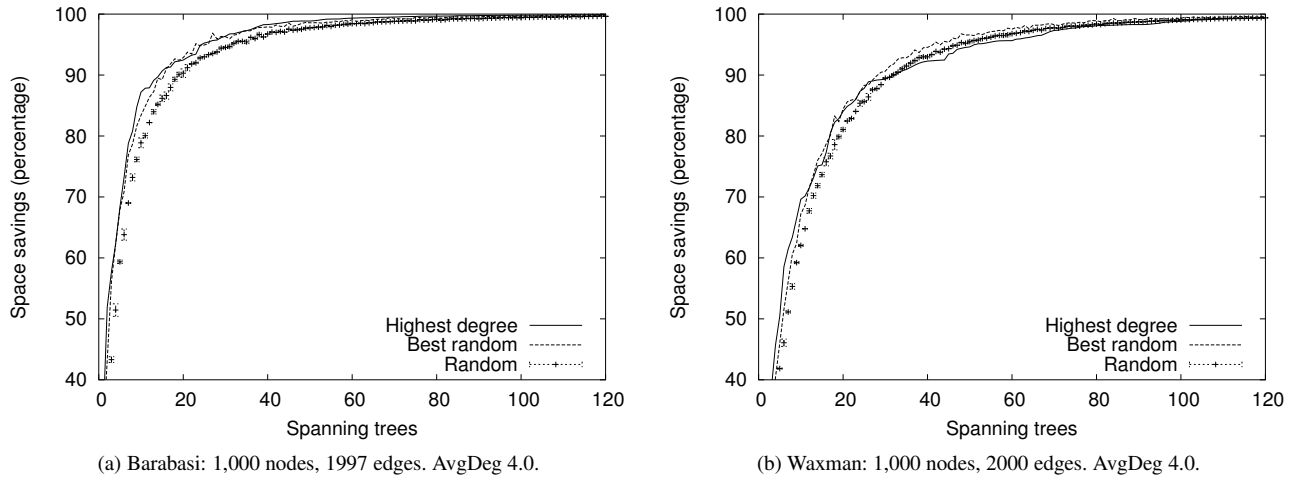 100
90
80
70
60
50
40
Space savings (percentage)
Highest degree
Best random
Random
0 20 40 60 80 100 120
Spanning trees
(a) Barabasi: 1,000 nodes, 1997 edges. AvgDeg 4.0.
100
90
80
70
60
50
40
Space savings (percentage)
Highest degree
Best random
Random
0 20 40 60 80 100 120
Spanning trees
(b) Waxman: 1,000 nodes, 2000 edges. AvgDeg 4.0.